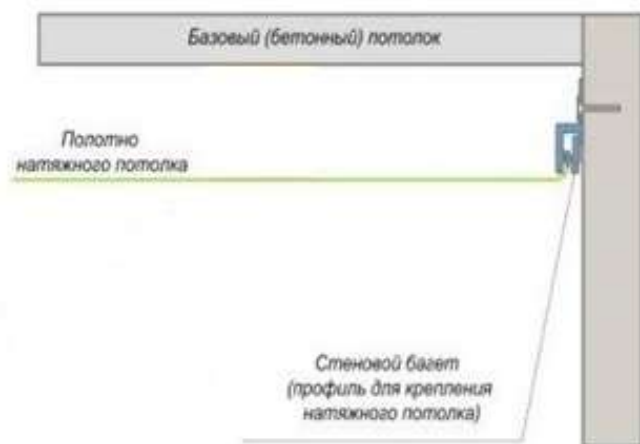 Базовый (бетонный) потолок
Полотно
натяжного потолка
Стеновой багет
(профиль для крепления
натяжного потолка)